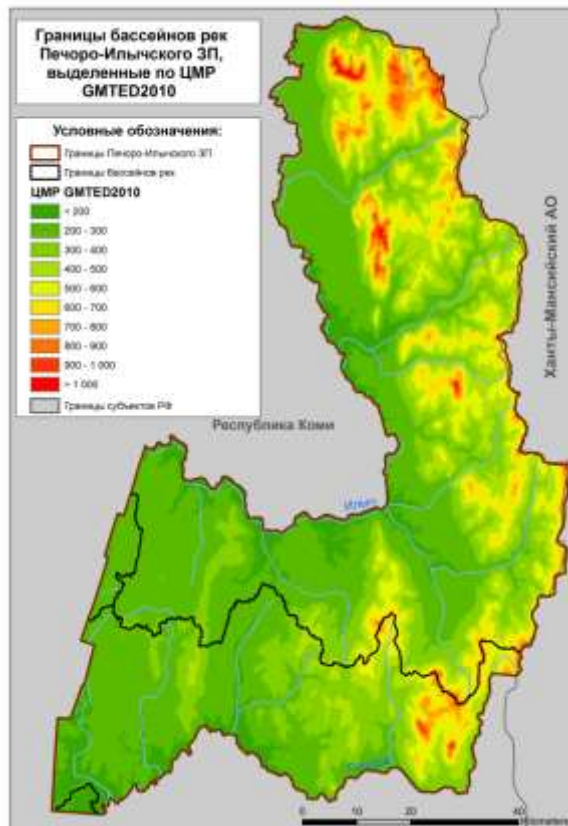 Границы бассейнов рек
Печоро-Илычского ЗП,
выделенные по ЦМР
GMTED2010
Условные обозначения:
Границы Печоро-Илычского ЗП
Границы бассейнов рек
ЦМР GMTED2010
< 200
200 - 300
300 - 400
400 - 500
500 - 600
600 - 700
700 - 800
800 - 900
900 - 1 000
> 1 000
Границы субъектов РФ
Ханты-Мансийский АО
Республика Коми
Илыч
0 10 20 40